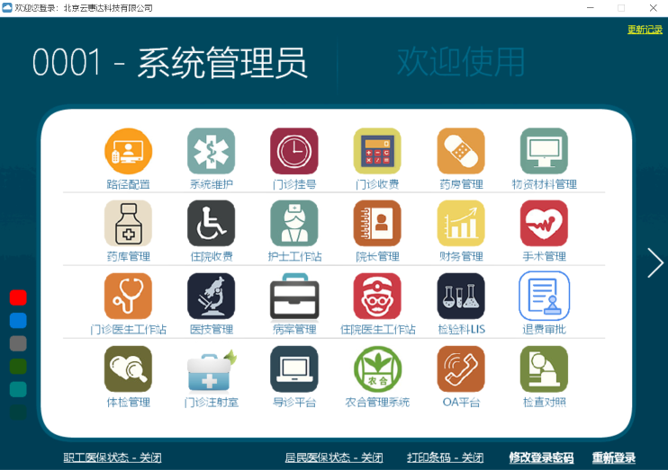 欢迎您登录：北京云惠达科技有限公司
更新记录
0001 - 系统管理员
欢迎使用
路径配置 系统维护 门诊挂号 门诊收费 药房管理 物资材料管理
药库管理 住院收费 护士工作站 院长管理 财务管理 手术管理
门诊医生工作站 医技管理 病案管理 住院医生工作站 检验科LIS 退费审批
农合
体检管理 门诊注射室 导诊平台 农合管理系统 OA平台 检查对照
职工医保状态 - 关闭 居民医保状态 - 关闭 打印条码 - 关闭 修改登录密码 重新登录